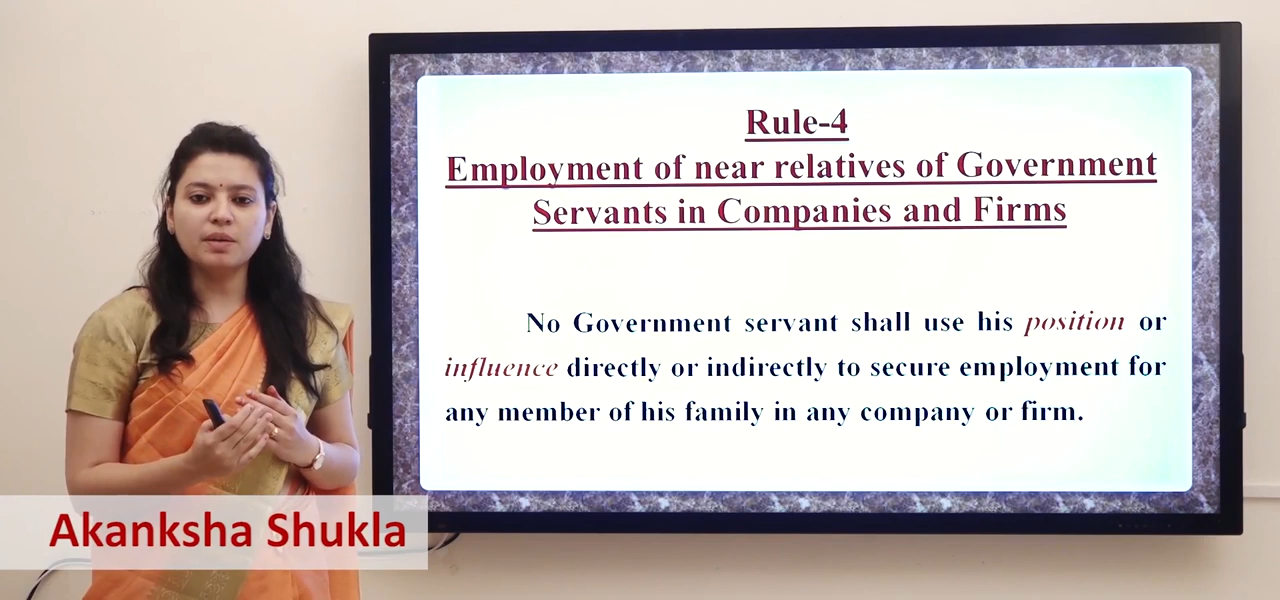 Rule-4
Employment of near relatives of Government
Servants in Companies and Firms
No Government servant shall use his position or
influence directly or indirectly to secure employment for
any member of his family in any company or firm.
Akanksha Shukla